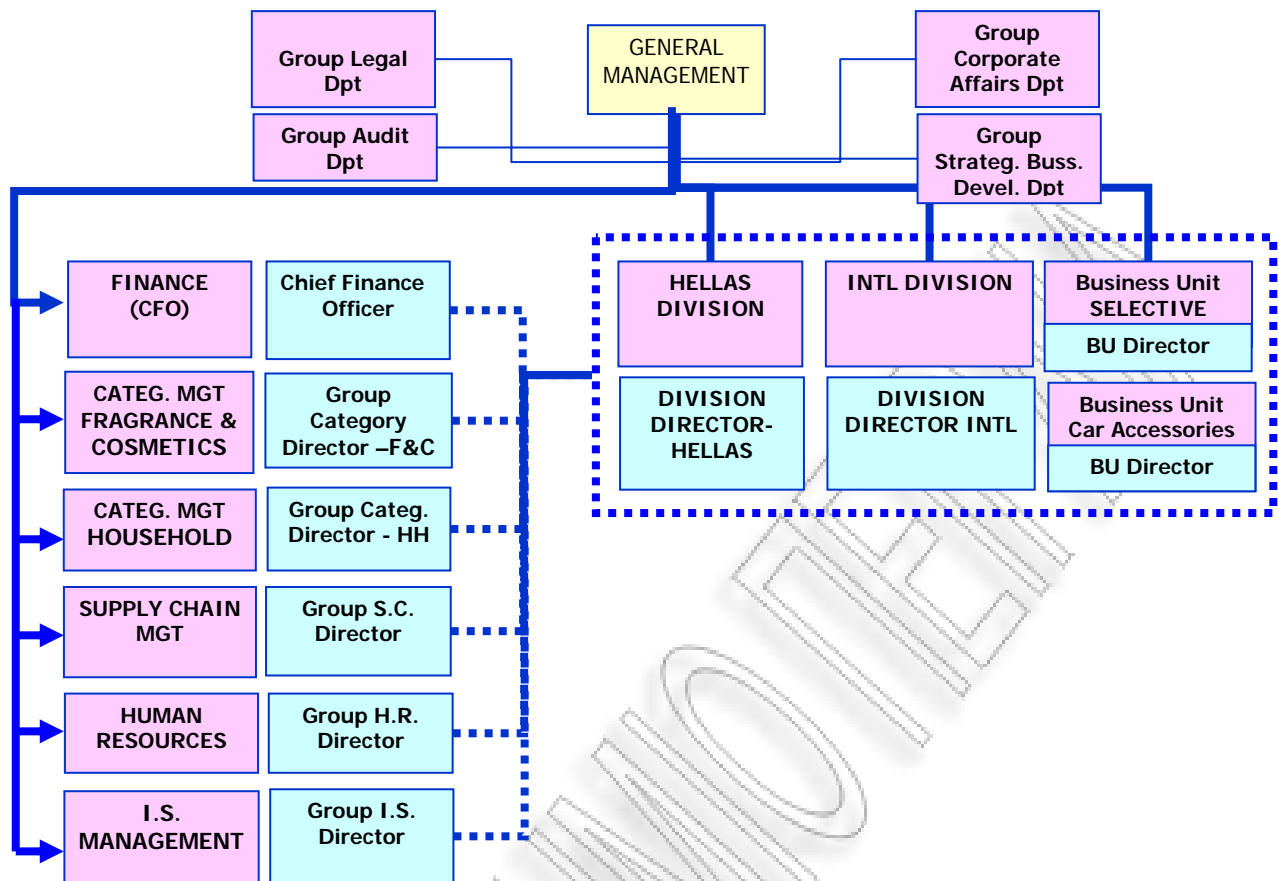 Group Legal
Dpt
GENERAL
MANAGEMENT
Group
Corporate
Affairs Dpt
Group Audit
Dpt
Group
Strateg. Buss.
Devel. Dpt
FINANCE
(CFO)
Chief Finance
Officer
HELLAS
DIVISION
INTL DIVISION
Business Unit
SELECTIVE
BU Director
CATEG. MGT
FRAGRANCE &
COSMETICS
Group
Category
Director –F&C
DIVISION
DIRECTOR-
HELLAS
DIVISION
DIRECTOR INTL
Business Unit
Car Accessories
BU Director
CATEG. MGT
HOUSEHOLD
Group Categ.
Director - HH
SUPPLY CHAIN
MGT
Group S.C.
Director
HUMAN
RESOURCES
Group H.R.
Director
I.S.
MANAGEMENT
Group I.S.
Director